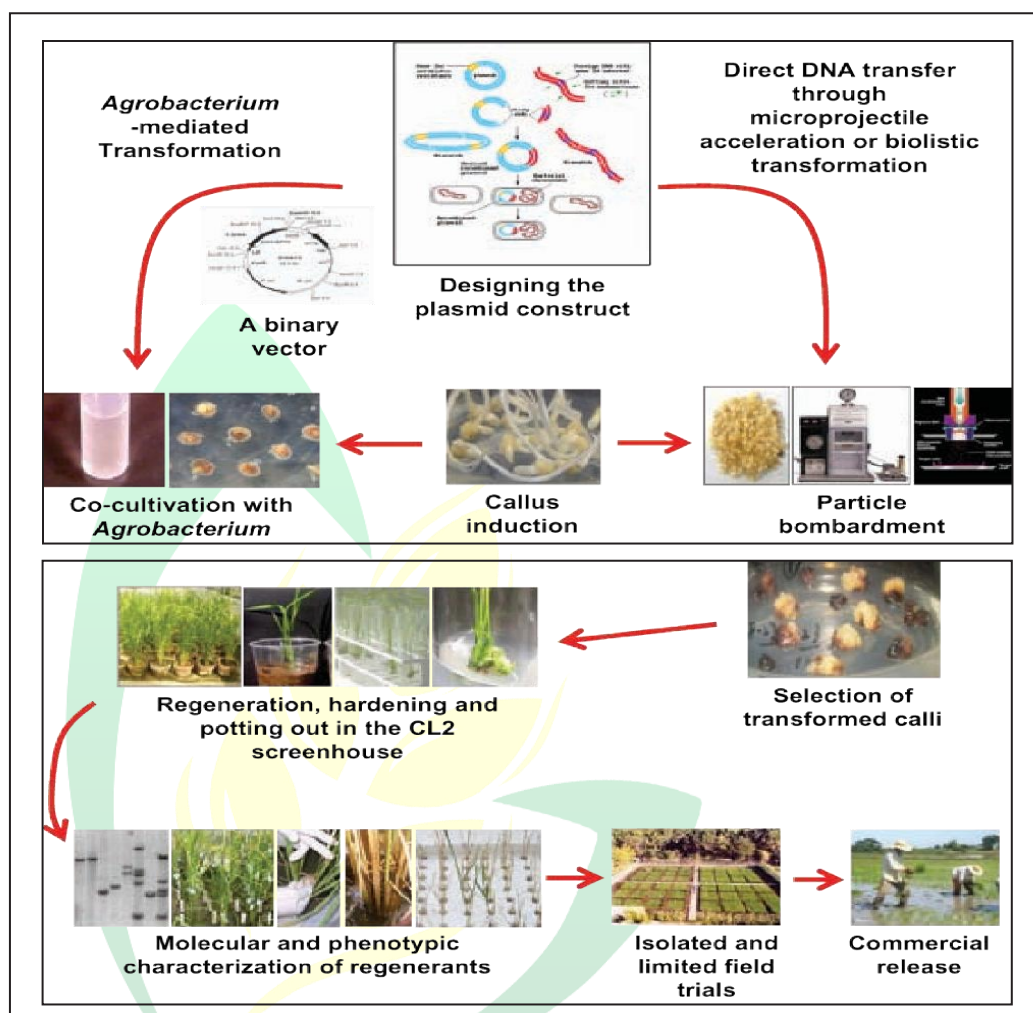 Agrobacterium
-mediated
Transformation
Direct DNA transfer
through
microprojectile
acceleration or biolistic
transformation
Designing the
plasmid construct
A binary
vector
Co-cultivation with
Agrobacterium
Callus
induction
Particle
bombardment
Regeneration, hardening and
potting out in the CL2
screenhouse
Selection of
transformed calli
Molecular and phenotypic
characterization of regenerants
Isolated and
limited field
trials
Commercial
release